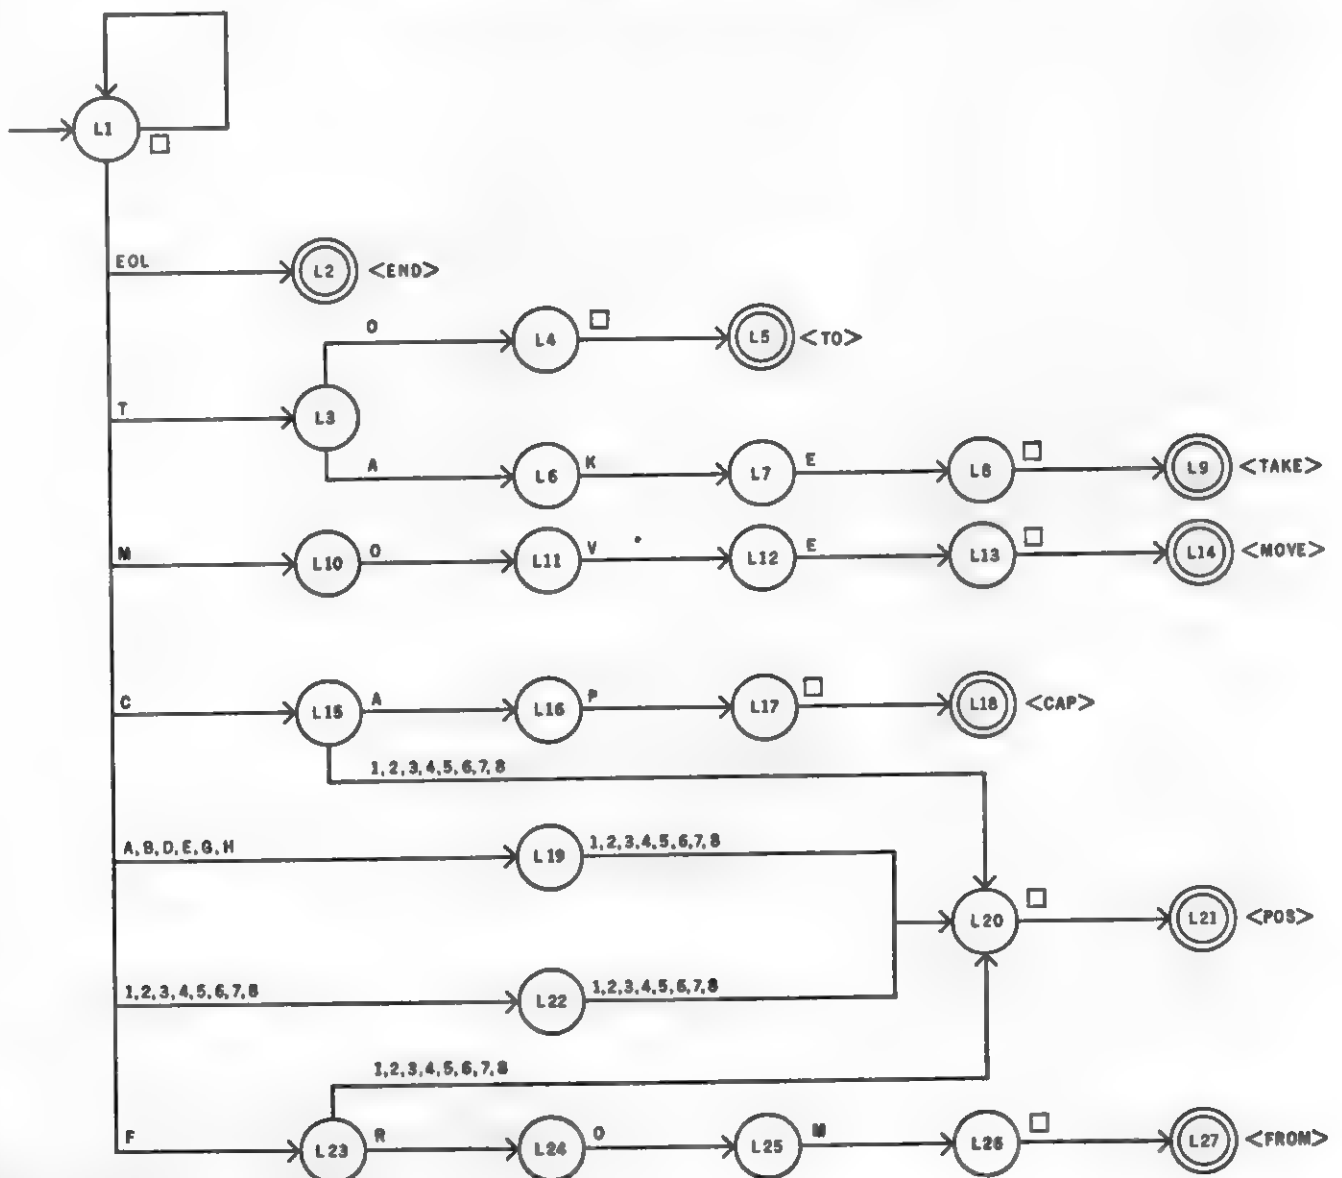 L1
EOL L2 <END>
O L4 L5 <TO>
T L3
A L6 K L7 E L8 L9 <TAKE>
M L10 O L11 V L12 E L13 L14 <MOVE>
C L15 A L16 P L17 L18 <CAP>
1,2,3,4,5,6,7,8
A,B,D,E,G,H L19 1,2,3,4,5,6,7,8
L20 L21 <POS>
1,2,3,4,5,6,7,8 L22 1,2,3,4,5,6,7,8
1,2,3,4,5,6,7,8
F L23 R L24 O L25 M L26 L27 <FROM>